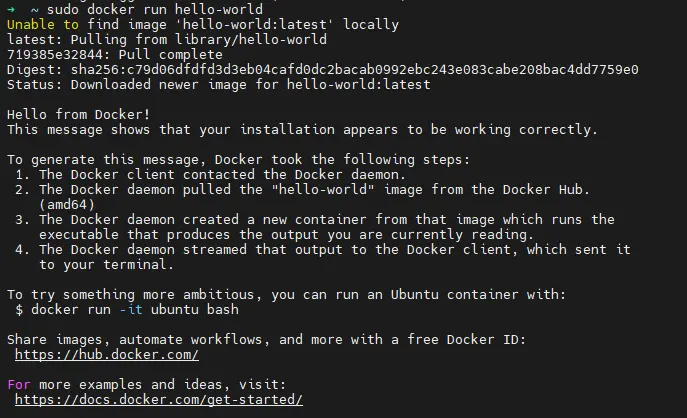 ➜  ~ sudo docker run hello-world
Unable to find image 'hello-world:latest' locally
latest: Pulling from library/hello-world
719385e32844: Pull complete
Digest: sha256:c79d06dfdfd3d3eb04cafd0dc2bacab0992ebc243e083cabe208bac4dd7759e0
Status: Downloaded newer image for hello-world:latest

Hello from Docker!
This message shows that your installation appears to be working correctly.

To generate this message, Docker took the following steps:
 1. The Docker client contacted the Docker daemon.
 2. The Docker daemon pulled the "hello-world" image from the Docker Hub.
    (amd64)
 3. The Docker daemon created a new container from that image which runs the
    executable that produces the output you are currently reading.
 4. The Docker daemon streamed that output to the Docker client, which sent it
    to your terminal.

To try something more ambitious, you can run an Ubuntu container with:
 $ docker run -it ubuntu bash

Share images, automate workflows, and more with a free Docker ID:
 https://hub.docker.com/

For more examples and ideas, visit:
 https://docs.docker.com/get-started/